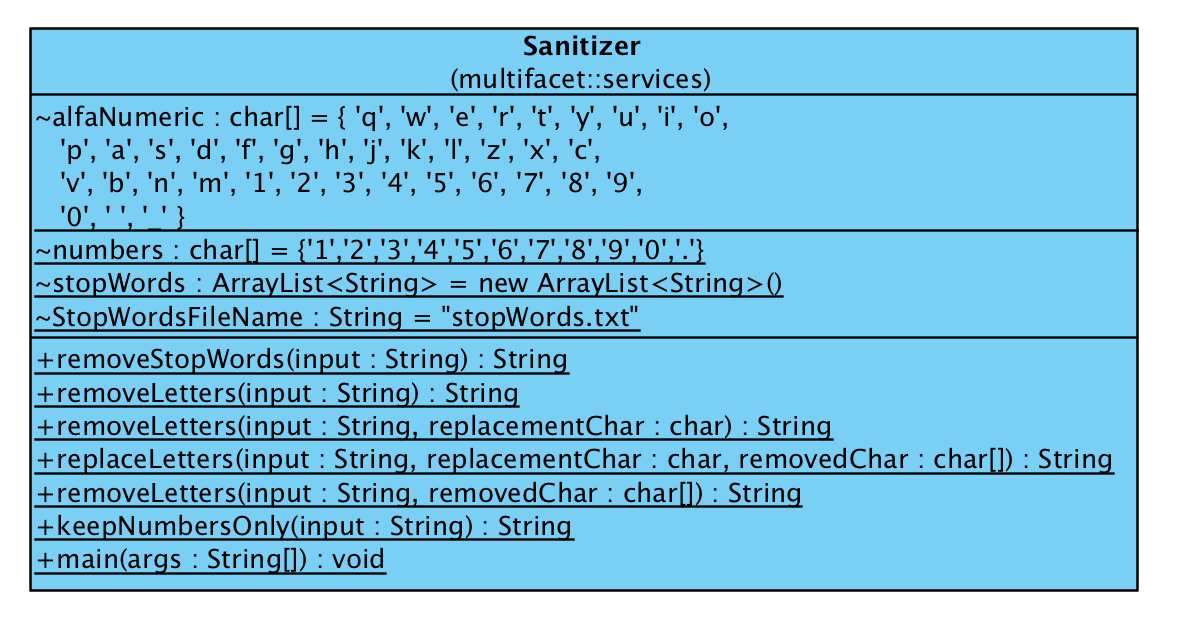 Sanitizer
(multifacet::services)
~alfaNumeric : char[] = { 'q', 'w', 'e', 'r', 't', 'y', 'u', 'i', 'o',
'p', 'a', 's', 'd', 'f', 'g', 'h', 'j', 'k', 'l', 'z', 'x', 'c',
'v', 'b', 'n', 'm', '1', '2', '3', '4', '5', '6', '7', '8', '9',
'0', ' ', '_' }
~numbers : char[] = {'1','2','3','4','5','6','7','8','9','0','.'}
~stopWords : ArrayList<String> = new ArrayList<String>()
~StopWordsFileName : String = "stopWords.txt"
+removeStopWords(input : String) : String
+removeLetters(input : String) : String
+removeLetters(input : String, replacementChar : char) : String
+replaceLetters(input : String, replacementChar : char, removedChar : char[]) : String
+removeLetters(input : String, removedChar : char[]) : String
+keepNumbersOnly(input : String) : String
+main(args : String[]) : void